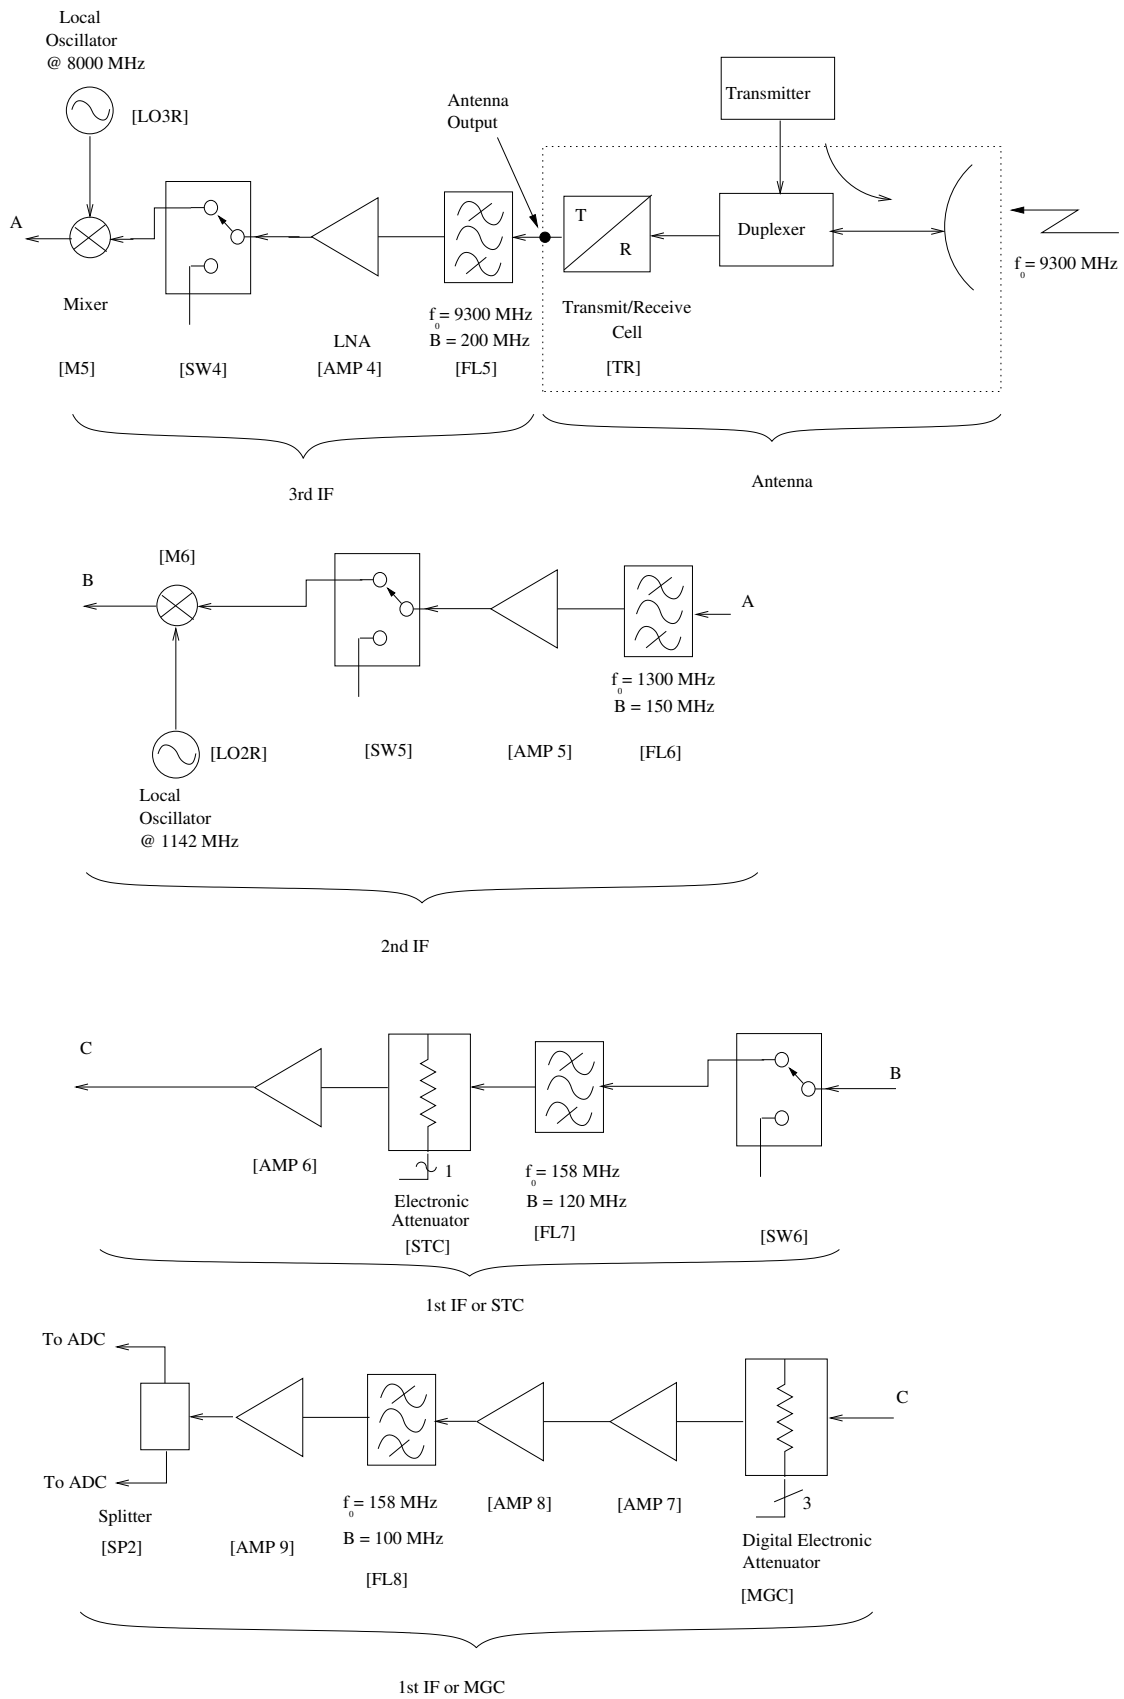 Local
Oscillator
@ 8000 MHz
[LO3R]
Antenna
Output
Transmitter
A
T
R
Duplexer
f₀ = 9300 MHz
Mixer
LNA
f₀ = 9300 MHz
B = 200 MHz
Transmit/Receive
Cell
[M5]
[SW4]
[AMP 4]
[FL5]
[TR]
3rd IF
Antenna
[M6]
B
A
f₀ = 1300 MHz
B = 150 MHz
[LO2R]
[SW5]
[AMP 5]
[FL6]
Local
Oscillator
@ 1142 MHz
2nd IF
C
B
[AMP 6]
1
f₀ = 158 MHz
B = 120 MHz
Electronic
Attenuator
[STC]
[FL7]
[SW6]
1st IF or STC
To ADC
C
To ADC
Splitter
[SP2]
[AMP 9]
f₀ = 158 MHz
B = 100 MHz
[FL8]
[AMP 8]
[AMP 7]
3
Digital Electronic
Attenuator
[MGC]
1st IF or MGC